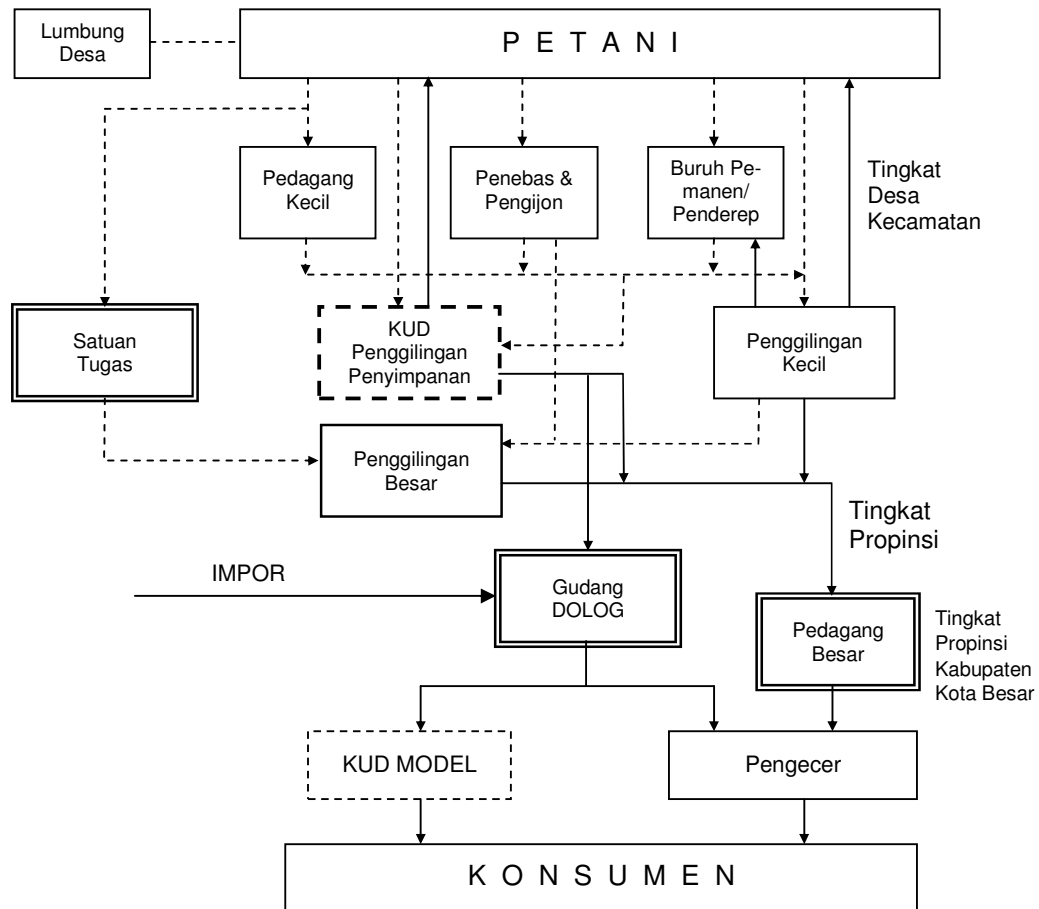 Lumbung
Desa
P E T A N I
Pedagang
Kecil
Penebas &
Pengijon
Buruh Pe-
manen/
Penderep
Tingkat
Desa
Kecamatan
Satuan
Tugas
KUD
Penggilingan
Penyimpanan
Penggilingan
Kecil
Penggilingan
Besar
Tingkat
Propinsi
IMPOR
Gudang
DOLOG
Pedagang
Besar
Tingkat
Propinsi
Kabupaten
Kota Besar
KUD MODEL
Pengecer
K O N S U M E N